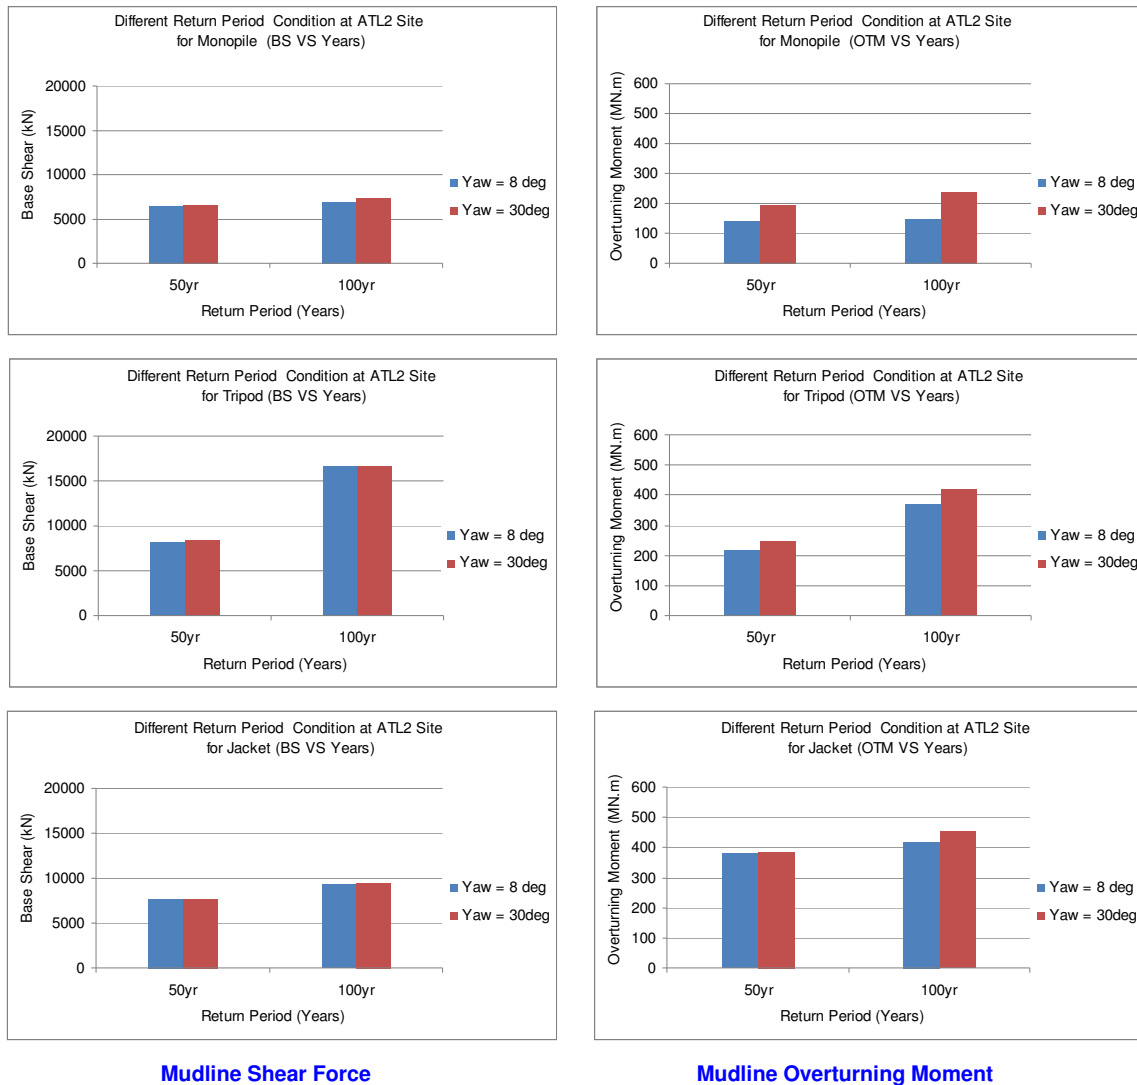 Different Return Period Condition at ATL2 Site
for Monopile (BS VS Years)
Base Shear (kN)
20000
15000
10000
5000
0
50yr
100yr
Return Period (Years)
Yaw = 8 deg
Yaw = 30deg
Different Return Period Condition at ATL2 Site
for Monopile (OTM VS Years)
Overturning Moment (MN.m)
600
500
400
300
200
100
0
50yr
100yr
Return Period (Years)
Yaw = 8 deg
Yaw = 30deg
Different Return Period Condition at ATL2 Site
for Tripod (BS VS Years)
Base Shear (kN)
20000
15000
10000
5000
0
50yr
100yr
Return Period (Years)
Yaw = 8 deg
Yaw = 30deg
Different Return Period Condition at ATL2 Site
for Tripod (OTM VS Years)
Overturning Moment (MN.m)
600
500
400
300
200
100
0
50yr
100yr
Return Period (Years)
Yaw = 8 deg
Yaw = 30deg
Different Return Period Condition at ATL2 Site
for Jacket (BS VS Years)
Base Shear (kN)
20000
15000
10000
5000
0
50yr
100yr
Return Period (Years)
Yaw = 8 deg
Yaw = 30deg
Different Return Period Condition at ATL2 Site
for Jacket (OTM VS Years)
Overturning Moment (MN.m)
600
500
400
300
200
100
0
50yr
100yr
Return Period (Years)
Yaw = 8 deg
Yaw = 30deg
Mudline Shear Force
Mudline Overturning Moment